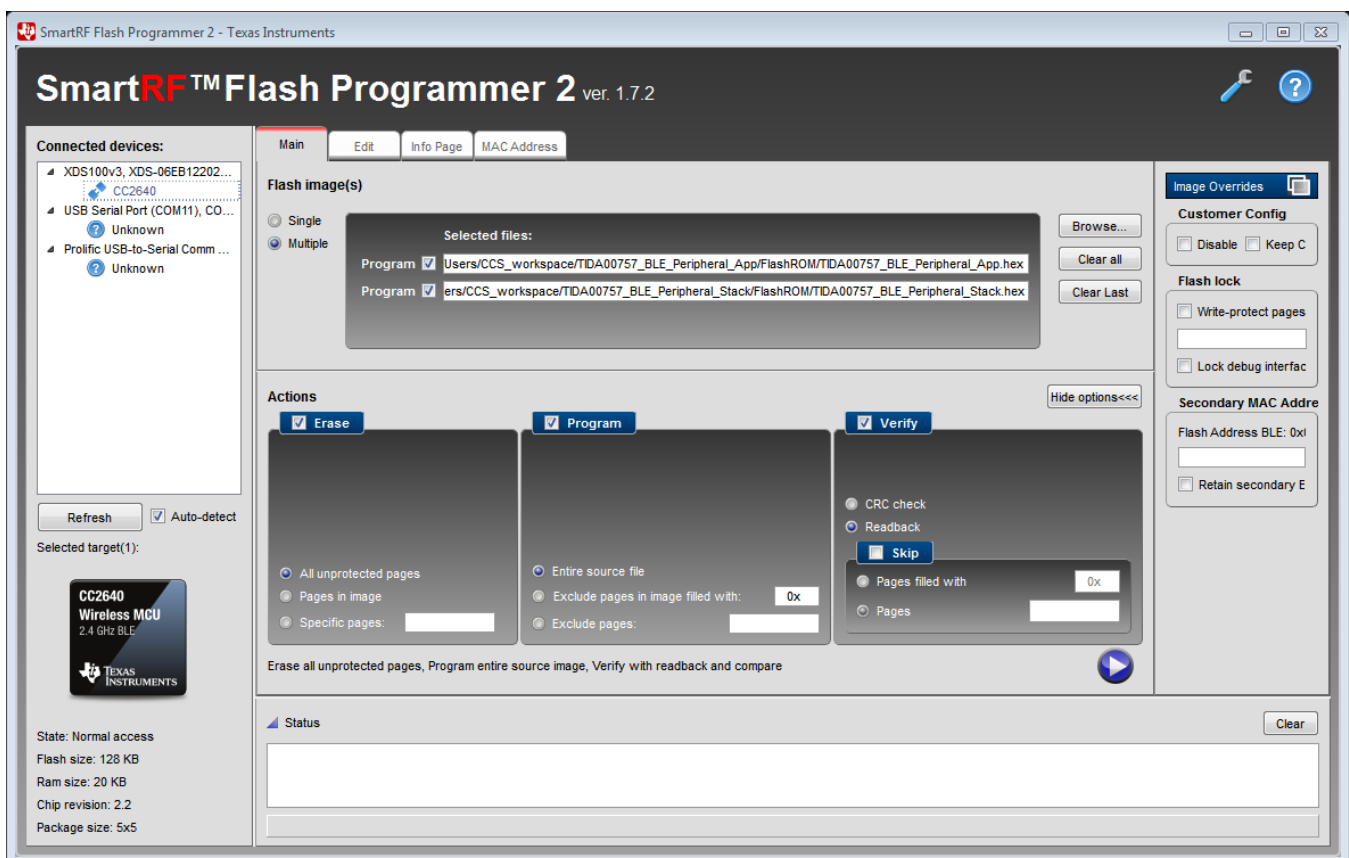 SmartRF Flash Programmer 2 - Texas Instruments
SmartRF™Flash Programmer 2 ver. 1.7.2
?
Connected devices:
XDS100v3, XDS-06EB12202...
CC2640
USB Serial Port (COM11), CO...
? Unknown
Prolific USB-to-Serial Comm ...
? Unknown
Refresh
Auto-detect
Selected target(1):
CC2640
Wireless MCU
2.4 GHz BLE
TEXAS
INSTRUMENTS
State: Normal access
Flash size: 128 KB
Ram size: 20 KB
Chip revision: 2.2
Package size: 5x5
Main
Edit
Info Page
MAC Address
Flash image(s)
Single
Multiple
Selected files:
Program Users/CCS_workspace/TIDA00757_BLE_Peripheral_App/FlashROM/TIDA00757_BLE_Peripheral_App.hex
Program ers/CCS_workspace/TIDA00757_BLE_Peripheral_Stack/FlashROM/TIDA00757_BLE_Peripheral_Stack.hex
Browse...
Clear all
Clear Last
Actions
Hide options<<<
Erase
All unprotected pages
Pages in image
Specific pages:
Program
Entire source file
Exclude pages in image filled with: 0x
Exclude pages:
Verify
CRC check
Readback
Skip
Pages filled with 0x
Pages
Erase all unprotected pages, Program entire source image, Verify with readback and compare
Status
Clear
Image Overrides
Customer Config
Disable Keep C
Flash lock
Write-protect pages
Lock debug interfac
Secondary MAC Addre
Flash Address BLE: 0x
Retain secondary E